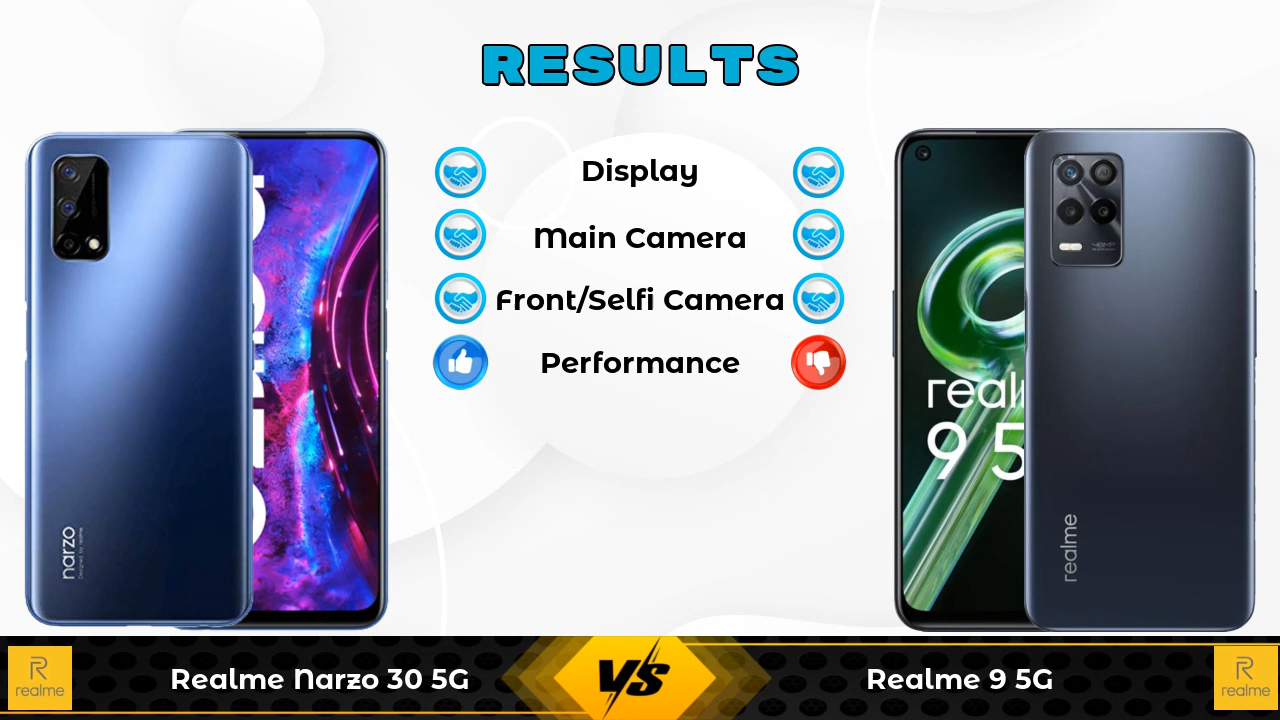 RESULTS
Display
Main Camera
Front/Selfi Camera
Performance
narzo
realme
9 5
48MP
realme
R
realme
Realme Narzo 30 5G
VS
Realme 9 5G
R
realme